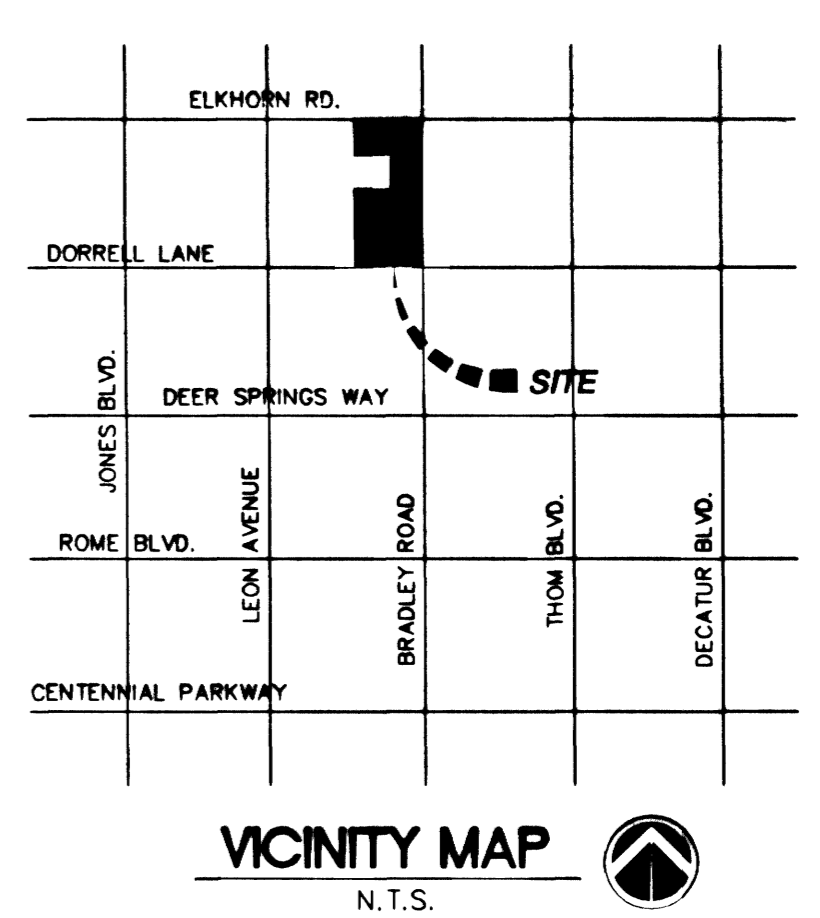 ELKHORN RD.
DORRELL LANE
SITE
DEER SPRINGS WAY
JONES BLVD.
LEON AVENUE
BRADLEY ROAD
THOM BLVD.
DECATUR BLVD.
ROME BLVD.
CENTENNIAL PARKWAY
VICINITY MAP
N.T.S.